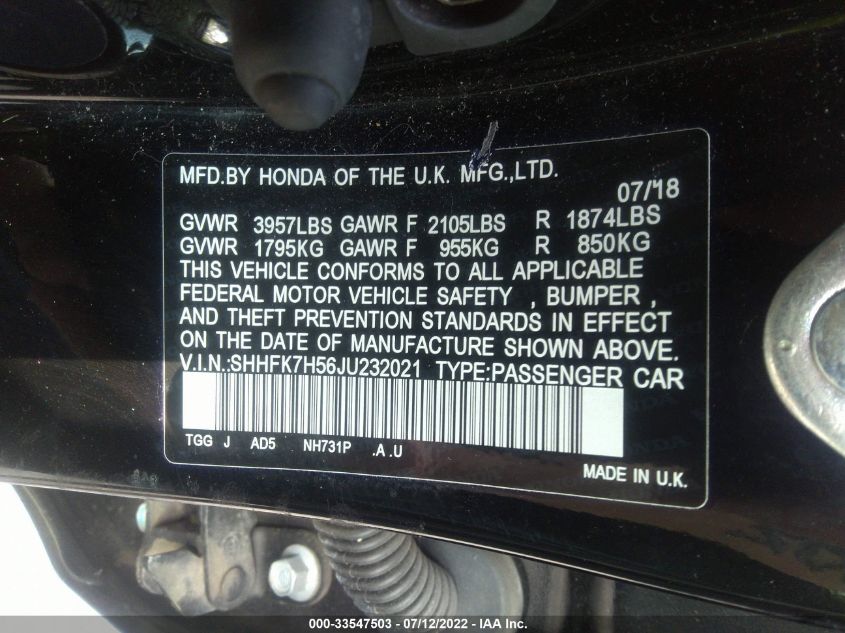 MFD.BY HONDA OF THE U.K. MFG.,LTD.
07/18
GVWR 3957LBS GAWR F 2105LBS R 1874LBS
GVWR 1795KG GAWR F 955KG R 850KG
THIS VEHICLE CONFORMS TO ALL APPLICABLE
FEDERAL MOTOR VEHICLE SAFETY , BUMPER ,
AND THEFT PREVENTION STANDARDS IN EFFECT
ON THE DATE OF MANUFACTURE SHOWN ABOVE.
V.I.N.:SHHFK7H56JU232021 TYPE:PASSENGER CAR
TGG J AD5 NH731P .A .U
MADE IN U.K.
000-33547503 - 07/12/2022 - IAA Inc.